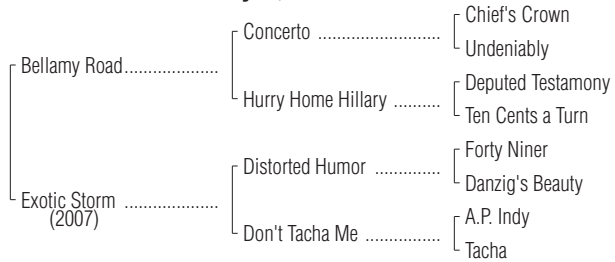 Chief's Crown
Concerto ....................
Undeniably
Bellamy Road...................
Deputed Testamony
Hurry Home Hillary ..........
Ten Cents a Turn
Forty Niner
Distorted Humor .............
Danzig's Beauty
Exotic Storm ...................
(2007)
A.P. Indy
Don't Tacha Me ...............
Tacha